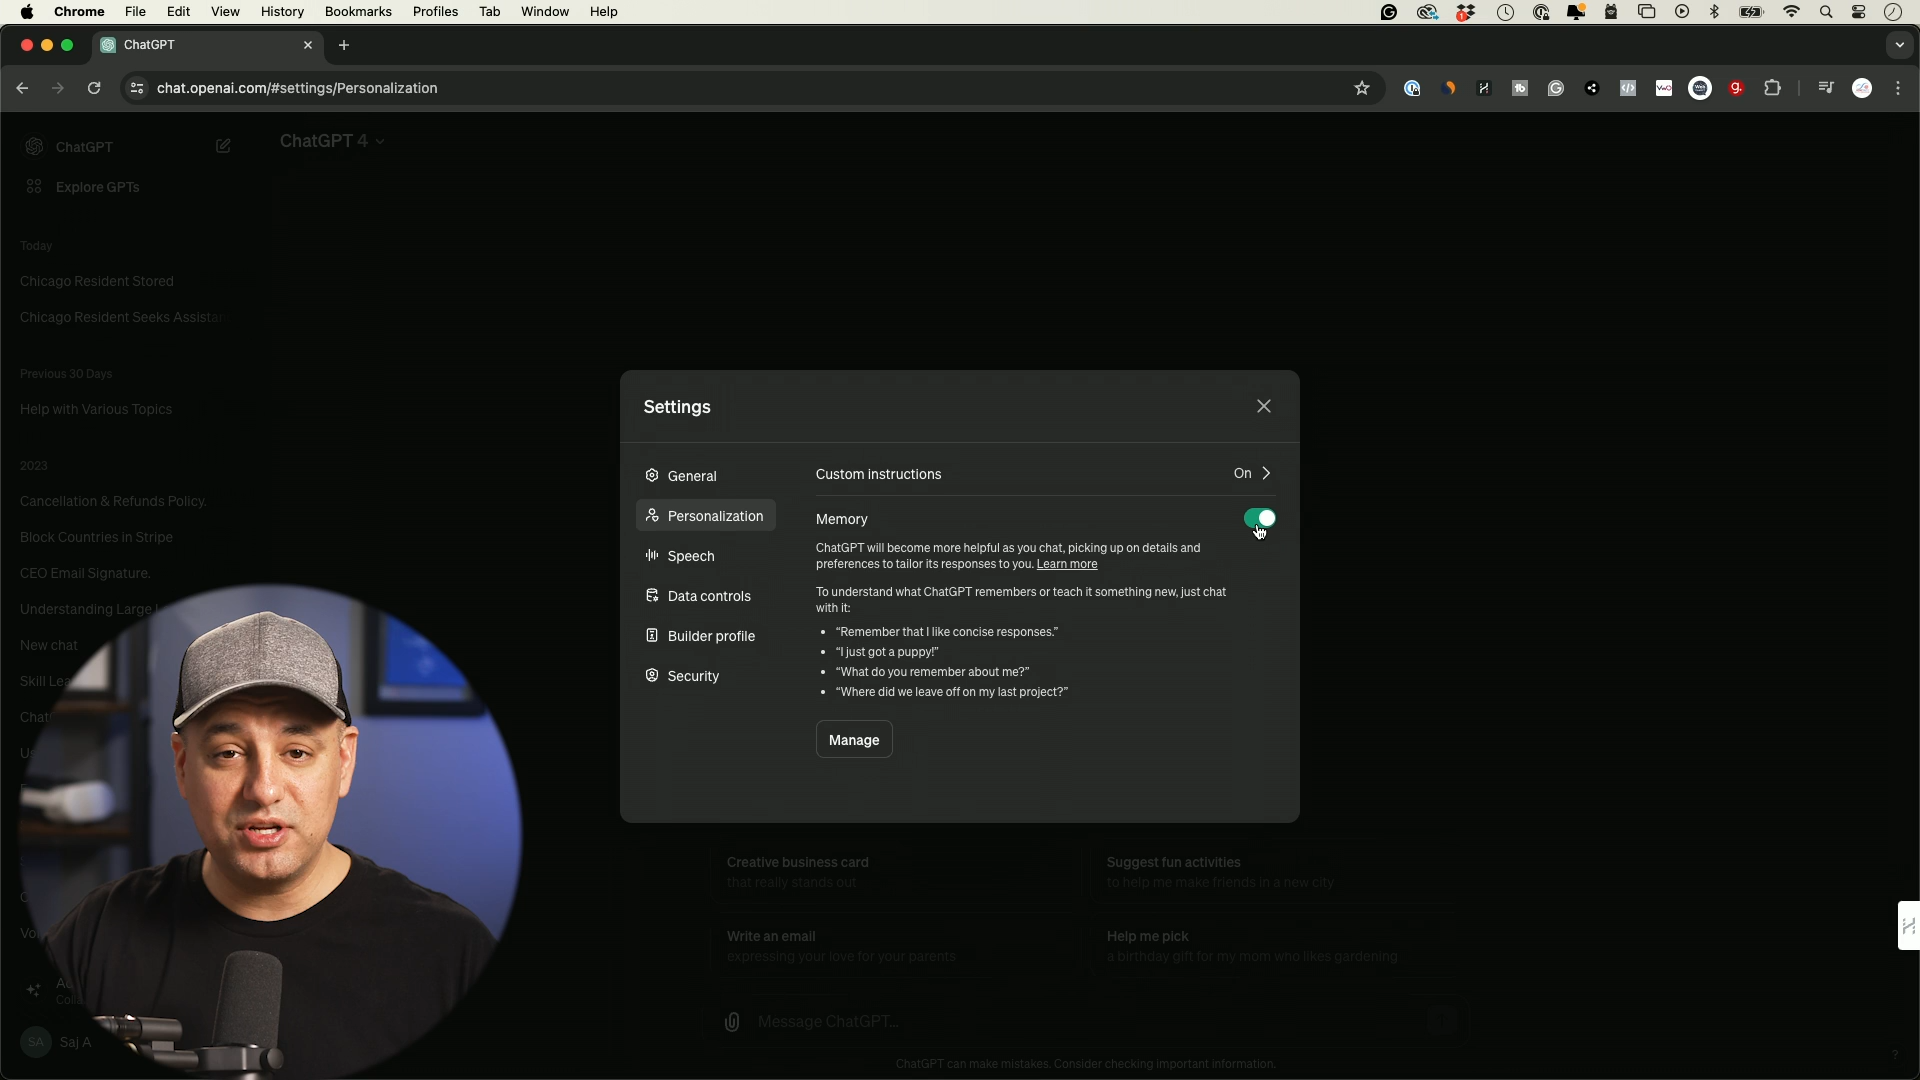 Chrome File Edit View History Bookmarks Profiles Tab Window Help
ChatGPT
chat.openai.com/#settings/Personalization
ChatGPT
ChatGPT 4
Explore GPTs
Today
Chicago Resident Stored
Chicago Resident Seeks Assistan
Previous 30 Days
Help with Various Topics
2023
Cancellation & Refunds Policy.
Block Countries in Stripe
CEO Email Signature.
Understanding Large L
New chat
Skill Lea
Chat
SA Saj A
Settings
General
Personalization
Speech
Data controls
Builder profile
Security
Custom instructions On
Memory
ChatGPT will become more helpful as you chat, picking up on details and
preferences to tailor its responses to you. Learn more
To understand what ChatGPT remembers or teach it something new, just chat
with it:
• “Remember that I like concise responses.”
• “I just got a puppy!”
• “What do you remember about me?”
• “Where did we leave off on my last project?”
Manage
Creative business card
that really stands out
Suggest fun activities
to help me make friends in a new city
Write an email
expressing your love for your parents
Help me pick
a birthday gift for my mom who likes gardening
Message ChatGPT...
ChatGPT can make mistakes. Consider checking important information.
?